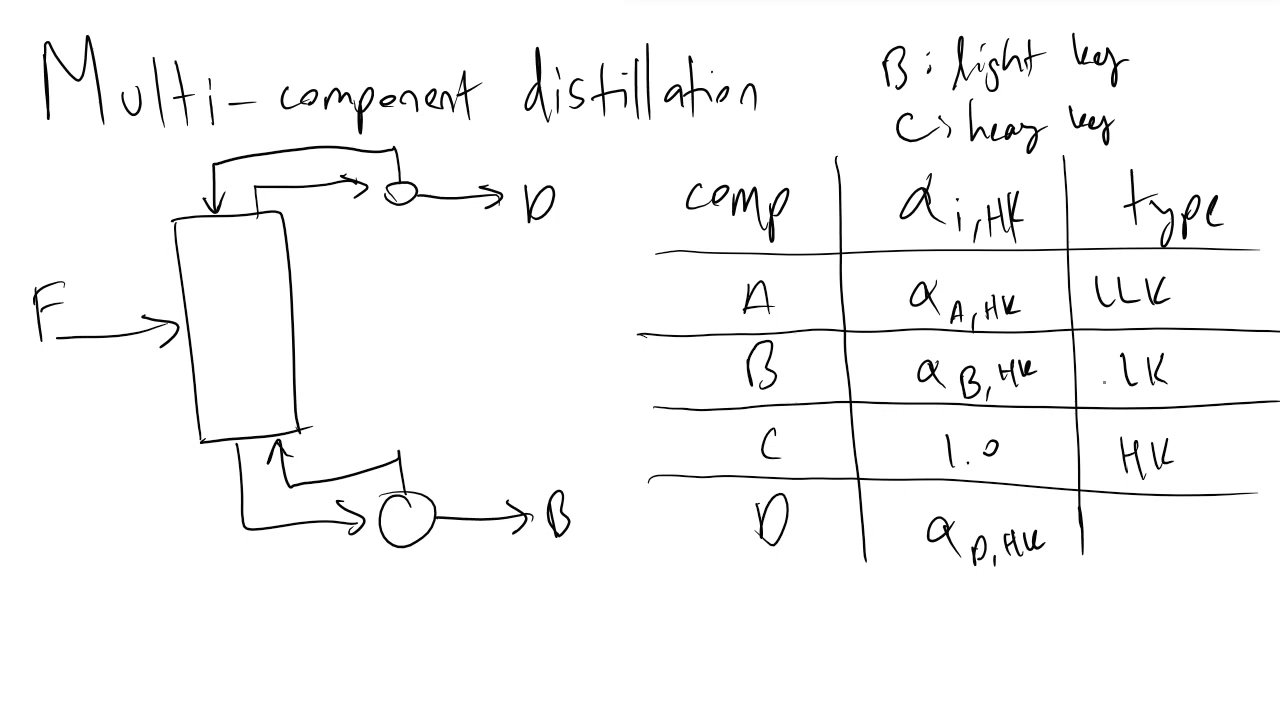 Multi-component distillation
B: light key
C> heavy key
D
F
B
comp α i,HK type
A α A,HK LLK
B α B,HK LK
C 1.0 HK
D α D,HK